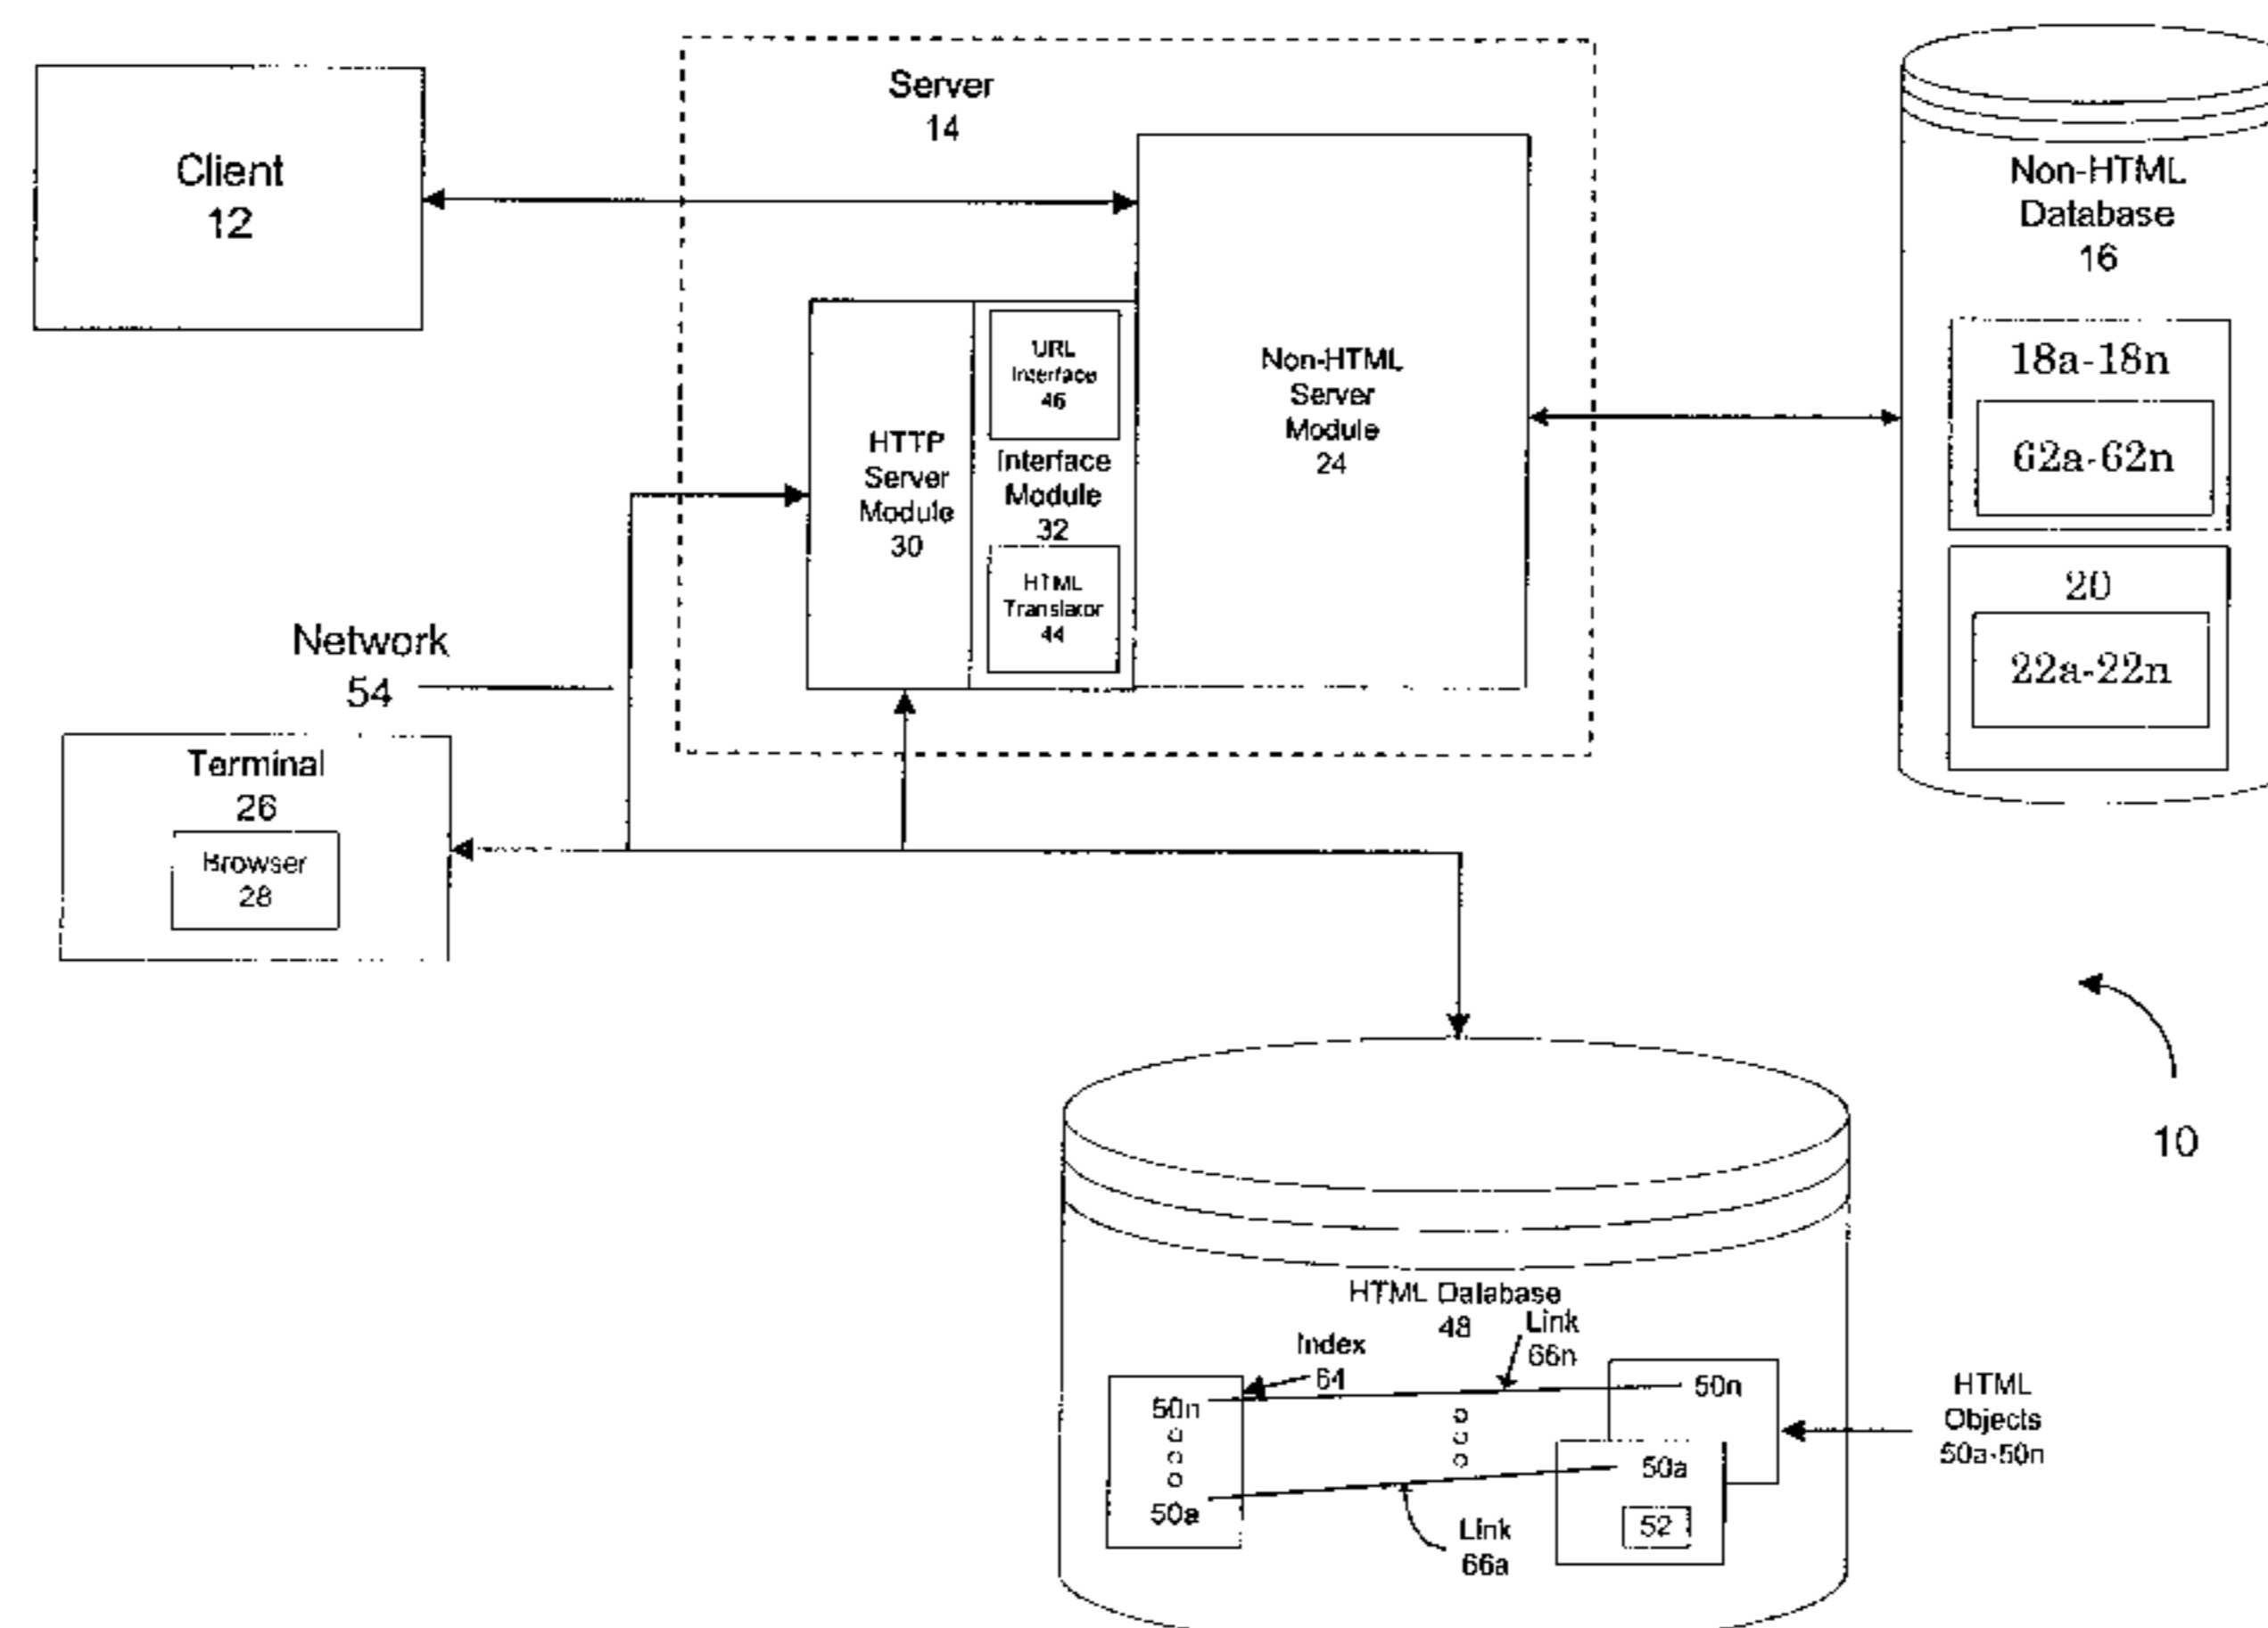 Client
12
Server
14
Non-HTML
Database
16
18a-18n
62a-62n
20
22a-22n
URL
Interface
46
Interface
Module
32
HTML
Translator
44
HTTP
Server
Module
30
Non-HTML
Server
Module
24
Network
54
Terminal
26
Browser
28
10
HTML Database
48
Index
64
Link
66n
50n
50a
50n
50a
52
Link
66a
HTML
Objects
50a-50n